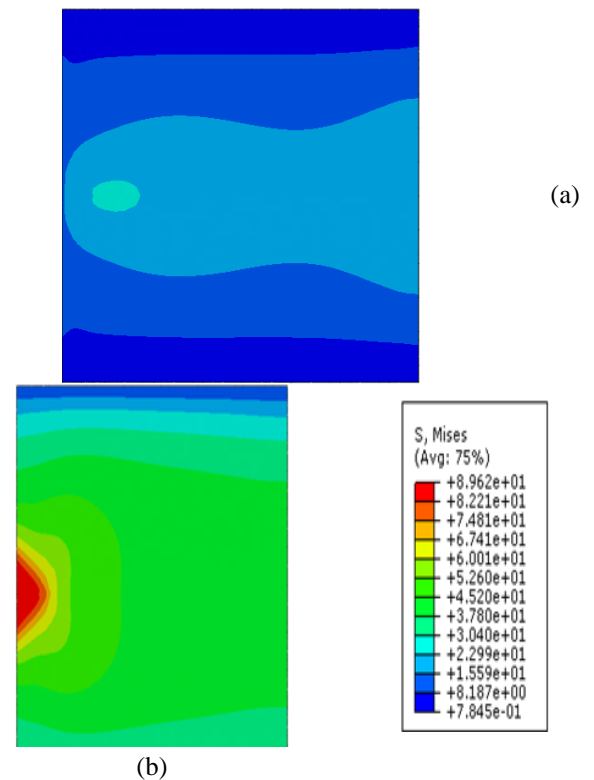 (a)
S, Mises
(Avg: 75%)
+8.962e+01
+8.221e+01
+7.481e+01
+6.741e+01
+6.001e+01
+5.260e+01
+4.520e+01
+3.780e+01
+3.040e+01
+2.299e+01
+1.559e+01
+8.187e+00
+7.845e-01
(b)